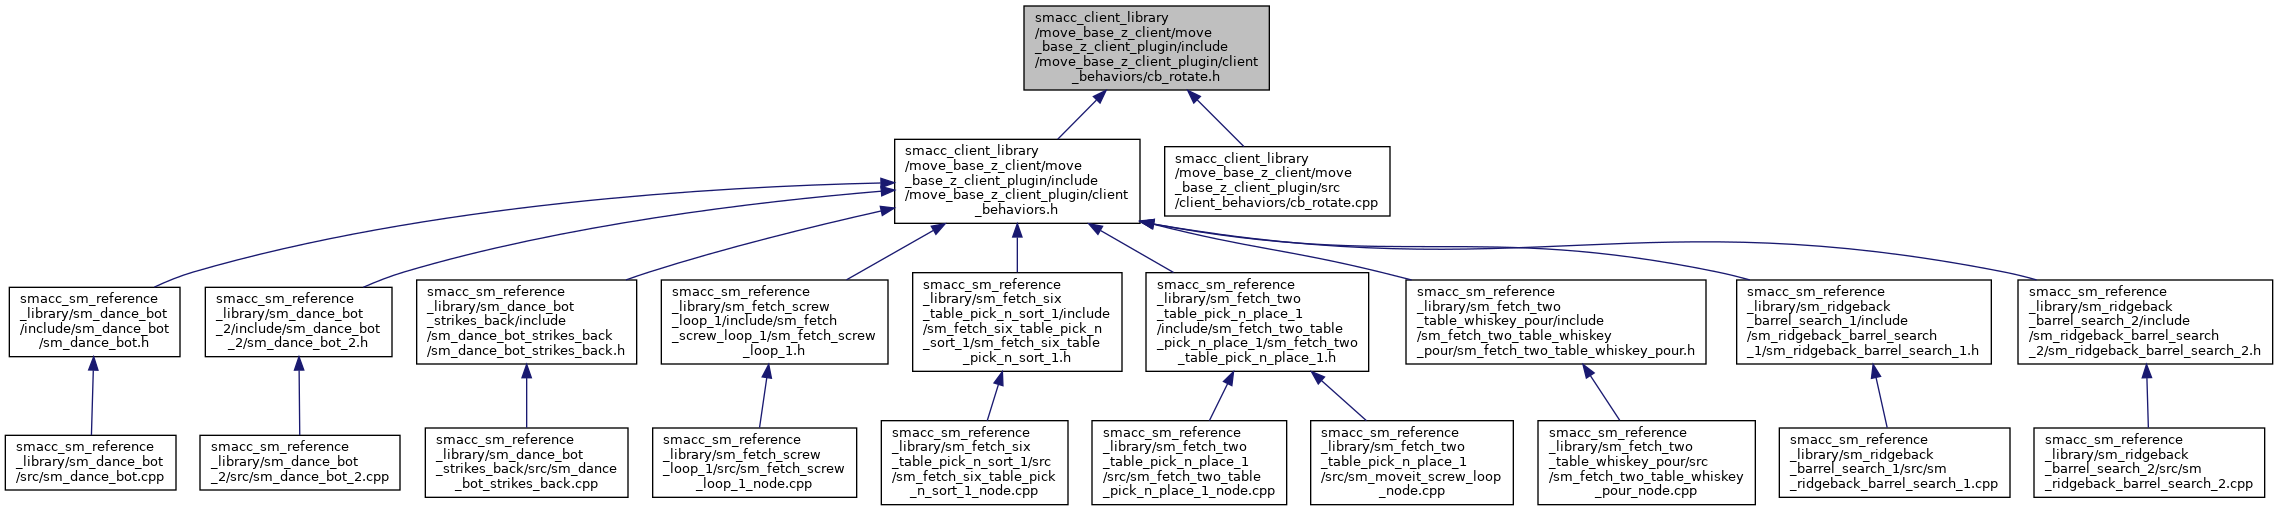 smacc_client_library
/move_base_z_client/move
_base_z_client_plugin/include
/move_base_z_client_plugin/client
_behaviors/cb_rotate.h
smacc_client_library
/move_base_z_client/move
_base_z_client_plugin/include
/move_base_z_client_plugin/client
_behaviors.h
smacc_client_library
/move_base_z_client/move
_base_z_client_plugin/src
/client_behaviors/cb_rotate.cpp
smacc_sm_reference
_library/sm_dance_bot
/include/sm_dance_bot
/sm_dance_bot.h
smacc_sm_reference
_library/sm_dance_bot
_2/include/sm_dance_bot
_2/sm_dance_bot_2.h
smacc_sm_reference
_library/sm_dance_bot
_strikes_back/include
/sm_dance_bot_strikes_back
/sm_dance_bot_strikes_back.h
smacc_sm_reference
_library/sm_fetch_screw
_loop_1/include/sm_fetch
_screw_loop_1/sm_fetch_screw
_loop_1.h
smacc_sm_reference
_library/sm_fetch_six
_table_pick_n_sort_1/include
/sm_fetch_six_table_pick_n
_sort_1/sm_fetch_six_table
_pick_n_sort_1.h
smacc_sm_reference
_library/sm_fetch_two
_table_pick_n_place_1
/include/sm_fetch_two_table
_pick_n_place_1/sm_fetch_two
_table_pick_n_place_1.h
smacc_sm_reference
_library/sm_fetch_two
_table_whiskey_pour/include
/sm_fetch_two_table_whiskey
_pour/sm_fetch_two_table_whiskey_pour.h
smacc_sm_reference
_library/sm_ridgeback
_barrel_search_1/include
/sm_ridgeback_barrel_search
_1/sm_ridgeback_barrel_search_1.h
smacc_sm_reference
_library/sm_ridgeback
_barrel_search_2/include
/sm_ridgeback_barrel_search
_2/sm_ridgeback_barrel_search_2.h
smacc_sm_reference
_library/sm_dance_bot
/src/sm_dance_bot.cpp
smacc_sm_reference
_library/sm_dance_bot
_2/src/sm_dance_bot_2.cpp
smacc_sm_reference
_library/sm_dance_bot
_strikes_back/src/sm_dance
_bot_strikes_back.cpp
smacc_sm_reference
_library/sm_fetch_screw
_loop_1/src/sm_fetch_screw
_loop_1_node.cpp
smacc_sm_reference
_library/sm_fetch_six
_table_pick_n_sort_1/src
/sm_fetch_six_table_pick
_n_sort_1_node.cpp
smacc_sm_reference
_library/sm_fetch_two
_table_pick_n_place_1
/src/sm_fetch_two_table
_pick_n_place_1_node.cpp
smacc_sm_reference
_library/sm_fetch_two
_table_pick_n_place_1
/src/sm_moveit_screw_loop
_node.cpp
smacc_sm_reference
_library/sm_fetch_two
_table_whiskey_pour/src
/sm_fetch_two_table_whiskey
_pour_node.cpp
smacc_sm_reference
_library/sm_ridgeback
_barrel_search_1/src/sm
_ridgeback_barrel_search_1.cpp
smacc_sm_reference
_library/sm_ridgeback
_barrel_search_2/src/sm
_ridgeback_barrel_search_2.cpp